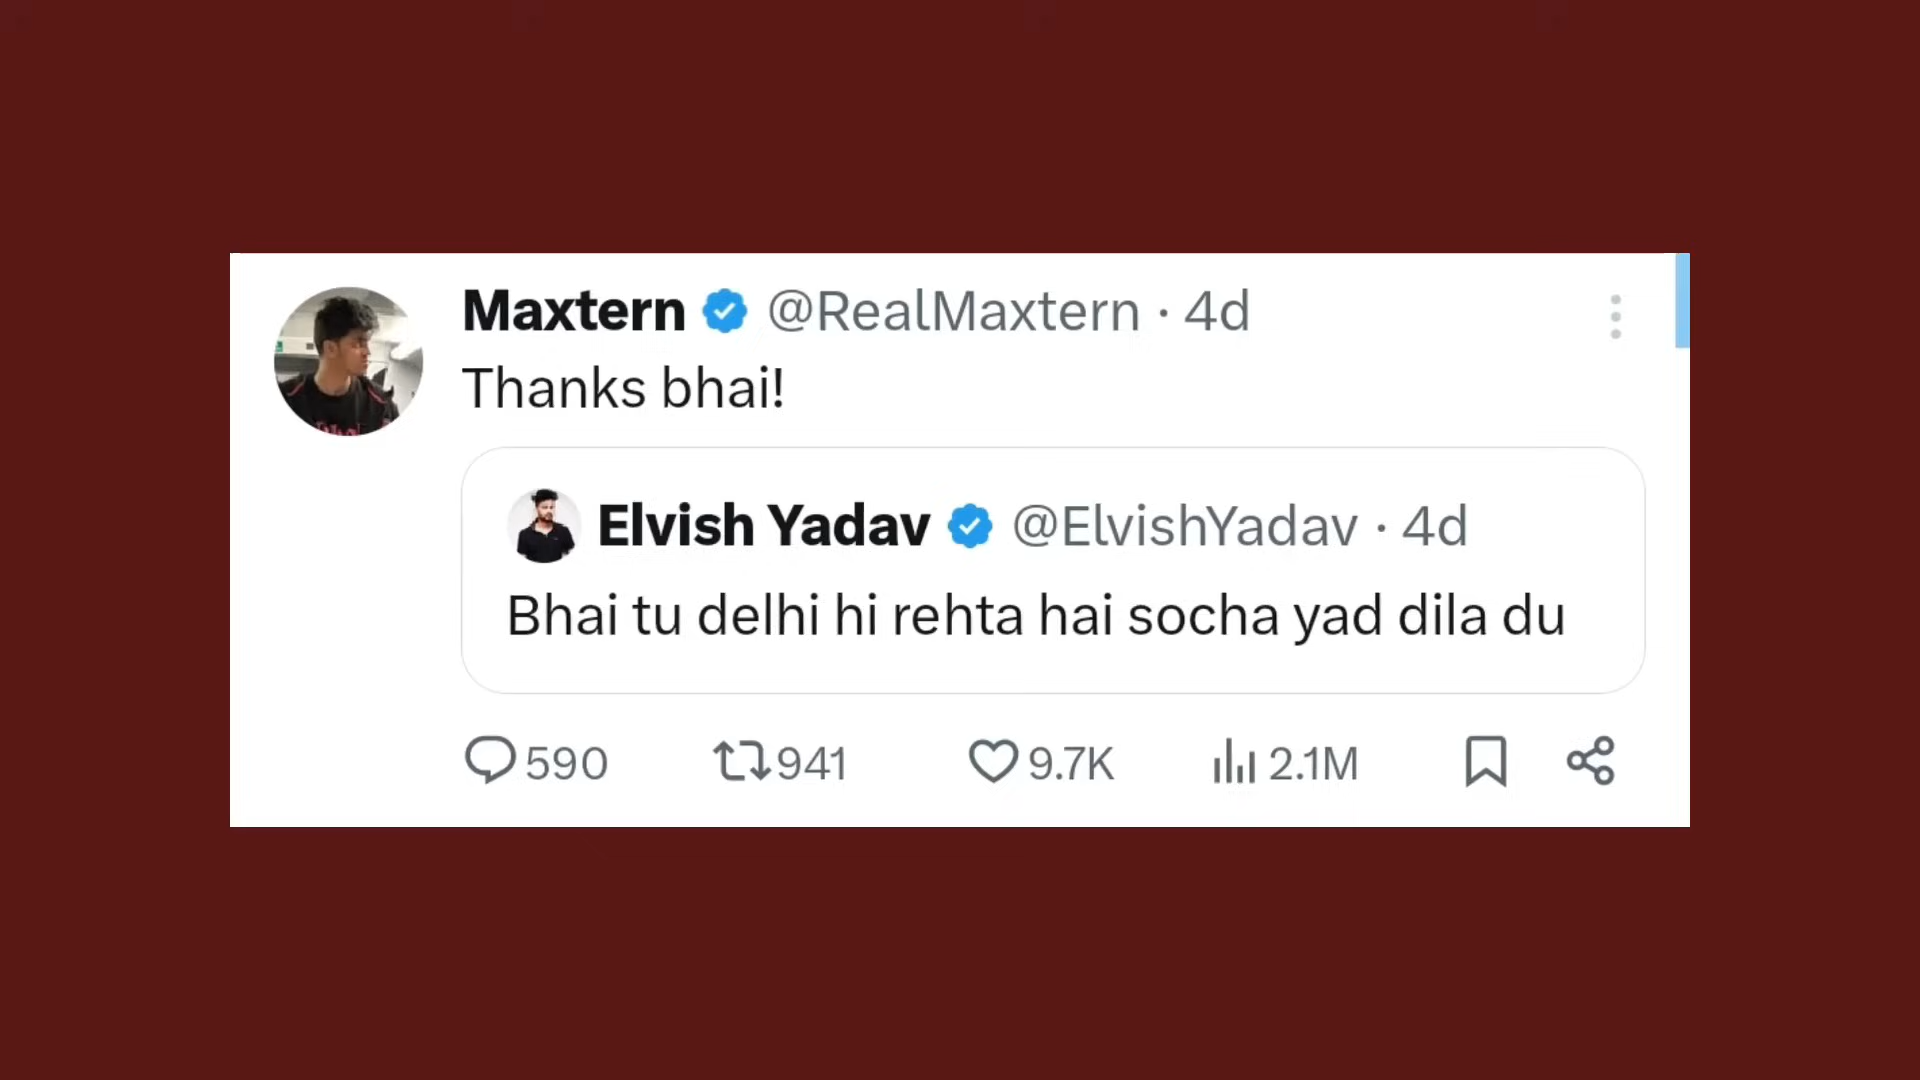 Maxtern @RealMaxtern · 4d
Thanks bhai!
Elvish Yadav @ElvishYadav · 4d
Bhai tu delhi hi rehta hai socha yad dila du
590 941 9.7K 2.1M